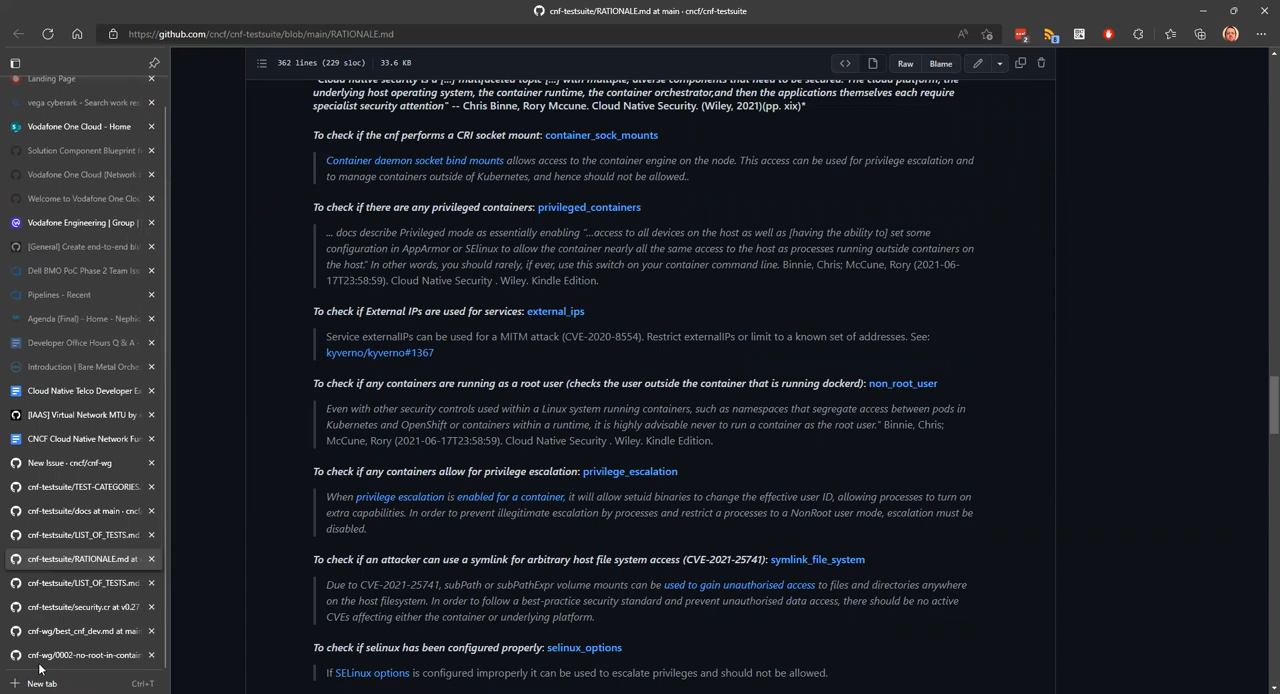 cnf-testsuite/RATIONALE.md at main · cncf/cnf-testsuite
https://github.com/cncf/cnf-testsuite/blob/main/RATIONALE.md
2
8
362 lines (229 sloc) 33.6 KB
Raw
Blame
Landing Page
vega cyberark - Search work res
Vodafone One Cloud - Home
Solution Component Blueprint
Vodafone One Cloud (Network
Welcome to Vodafone One Clou
Vodafone Engineering | Group |
[General] Create end-to-end
Dell BMO PoC Phase 2 Team Iss
Pipelines - Recent
Agenda (Final) – Home - Nephi
Developer Office Hours Q & A -
Introduction | Bare Metal Orche
Cloud Native Telco Developer E
[IAAS] Virtual Network MTU by
CNCF Cloud Native Network Fu
New Issue · cncf/cnf-wg
cnf-testsuite/TEST-CATEGORIES.
cnf-testsuite/docs at main · cncf
cnf-testsuite/LIST_OF_TESTS.md
cnf-testsuite/RATIONALE.md at
cnf-testsuite/LIST_OF_TESTS.md
cnf-testsuite/security.cr at v0.27
cnf-wg/best_cnf_dev.md at main
cnf-wg/0002-no-root-in-contai
New tab Ctrl+T
"Cloud native security is a [...] multifaceted topic [...] with multiple, diverse components that need to be secured. The cloud platform, the
underlying host operating system, the container runtime, the container orchestrator,and then the applications themselves each require
specialist security attention" -- Chris Binne, Rory Mccune. Cloud Native Security. (Wiley, 2021)(pp. xix)*
To check if the cnf performs a CRI socket mount: container_sock_mounts
Container daemon socket bind mounts allows access to the container engine on the node. This access can be used for privilege escalation and
to manage containers outside of Kubernetes, and hence should not be allowed..
To check if there are any privileged containers: privileged_containers
... docs describe Privileged mode as essentially enabling "...access to all devices on the host as well as [having the ability to] set some
configuration in AppArmor or SElinux to allow the container nearly all the same access to the host as processes running outside containers on
the host." In other words, you should rarely, if ever, use this switch on your container command line. Binnie, Chris; McCune, Rory (2021-06-
17T23:58:59). Cloud Native Security . Wiley. Kindle Edition.
To check if External IPs are used for services: external_ips
Service externalIPs can be used for a MITM attack (CVE-2020-8554). Restrict externalIPs or limit to a known set of addresses. See:
kyverno/kyverno#1367
To check if any containers are running as a root user (checks the user outside the container that is running dockerd): non_root_user
Even with other security controls used within a Linux system running containers, such as namespaces that segregate access between pods in
Kubernetes and OpenShift or containers within a runtime, it is highly advisable never to run a container as the root user." Binnie, Chris;
McCune, Rory (2021-06-17T23:58:59). Cloud Native Security . Wiley. Kindle Edition.
To check if any containers allow for privilege escalation: privilege_escalation
When privilege escalation is enabled for a container, it will allow setuid binaries to change the effective user ID, allowing processes to turn on
extra capabilities. In order to prevent illegitimate escalation by processes and restrict a processes to a NonRoot user mode, escalation must be
disabled.
To check if an attacker can use a symlink for arbitrary host file system access (CVE-2021-25741): symlink_file_system
Due to CVE-2021-25741, subPath or subPathExpr volume mounts can be used to gain unauthorised access to files and directories anywhere
on the host filesystem. In order to follow a best-practice security standard and prevent unauthorised data access, there should be no active
CVEs affecting either the container or underlying platform.
To check if selinux has been configured properly: selinux_options
If SELinux options is configured improperly it can be used to escalate privileges and should not be allowed.